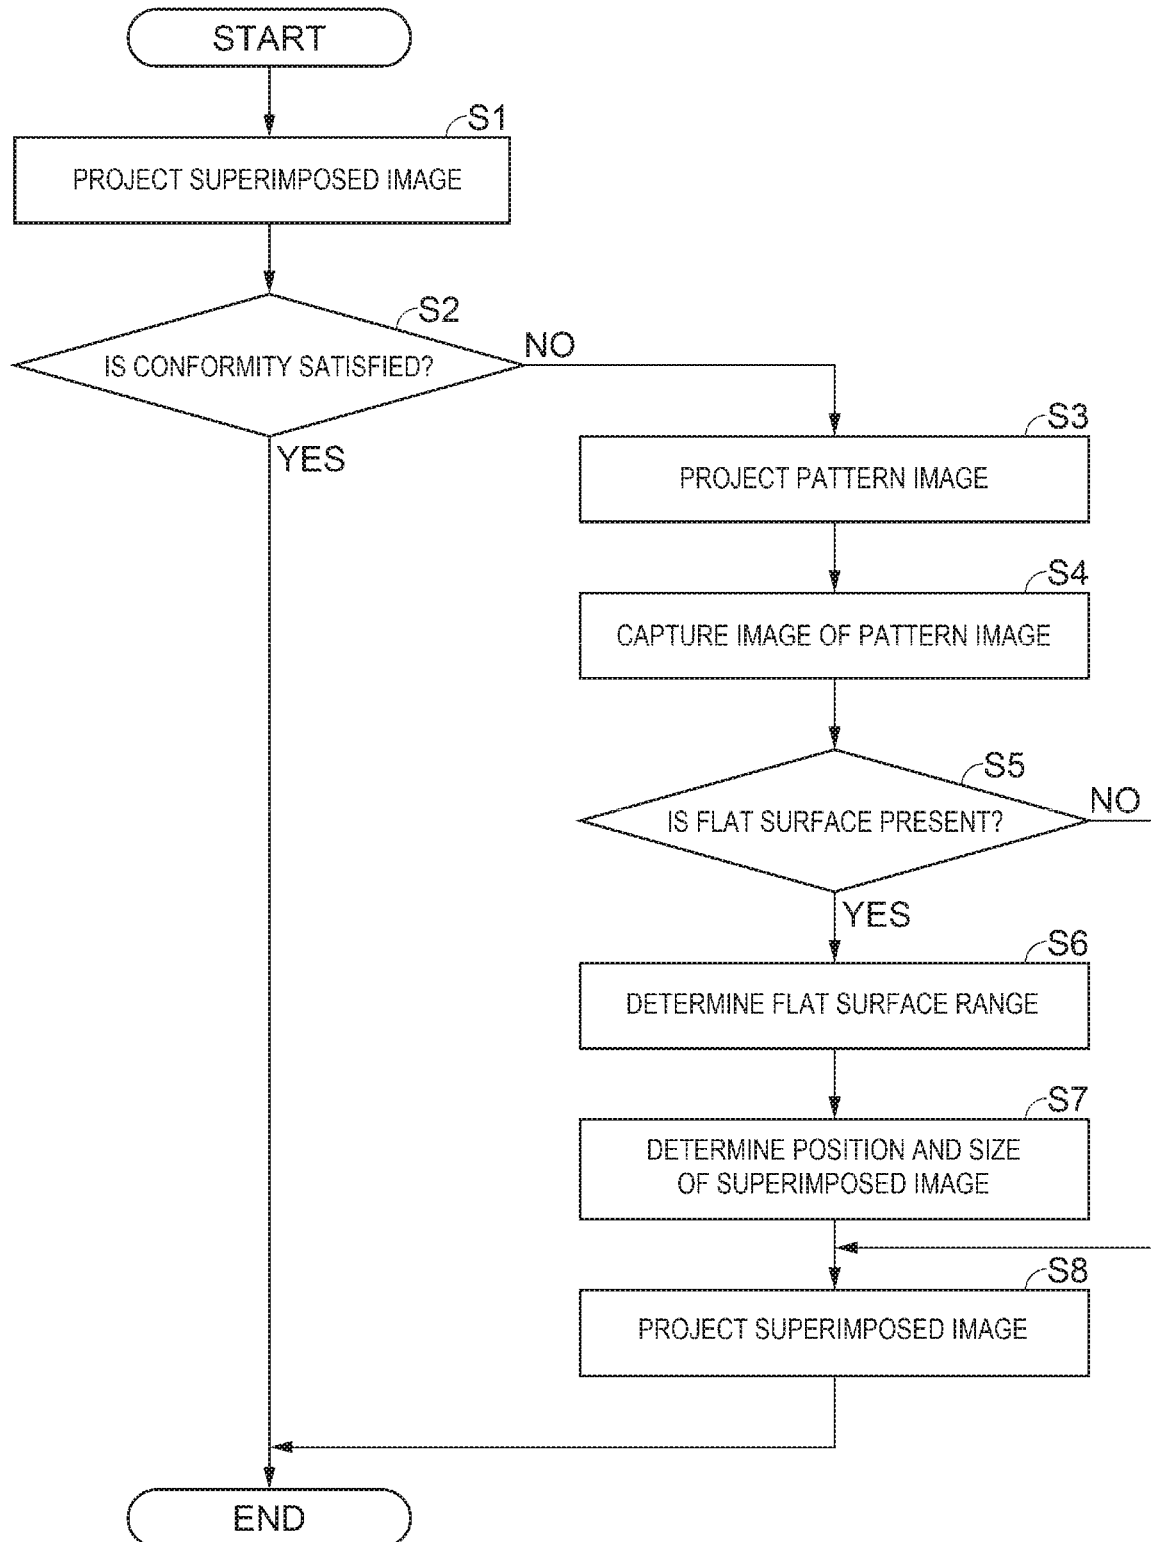 START
S1
PROJECT SUPERIMPOSED IMAGE
S2
IS CONFORMITY SATISFIED?
NO
YES
S3
PROJECT PATTERN IMAGE
S4
CAPTURE IMAGE OF PATTERN IMAGE
S5
IS FLAT SURFACE PRESENT?
NO
YES
S6
DETERMINE FLAT SURFACE RANGE
S7
DETERMINE POSITION AND SIZE
OF SUPERIMPOSED IMAGE
S8
PROJECT SUPERIMPOSED IMAGE
END